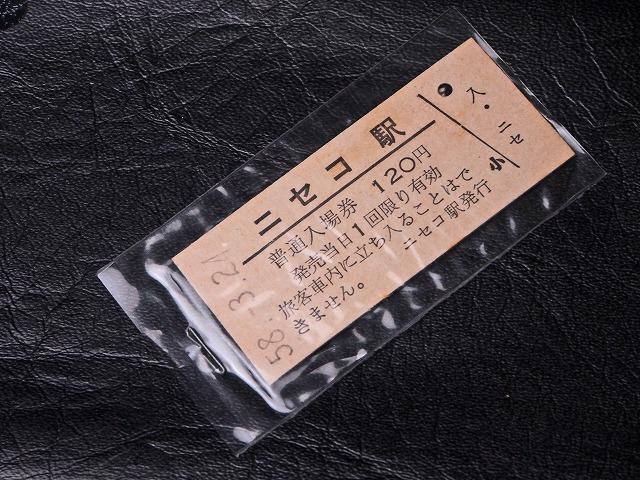 ニセコ駅
普通入場券 120円
発売当日1回限り有効
旅客車内に立ち入ることはで
きません。
ニセコ駅発行
58.-3.24
入・ニセ
小